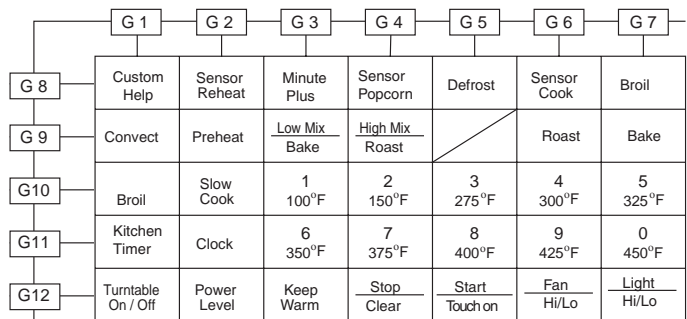 G 1 G 2 G 3 G 4 G 5 G 6 G 7
G 8 Custom Help Sensor Reheat Minute Plus Sensor Popcorn Defrost Sensor Cook Broil
G 9 Convect Preheat Low Mix Bake High Mix Roast Roast Bake
G10 Broil Slow Cook 1 100°F 2 150°F 3 275°F 4 300°F 5 325°F
G11 Kitchen Timer Clock 6 350°F 7 375°F 8 400°F 9 425°F 0 450°F
G12 Turntable On / Off Power Level Keep Warm Stop Clear Start Touch on Fan Hi/Lo Light Hi/Lo